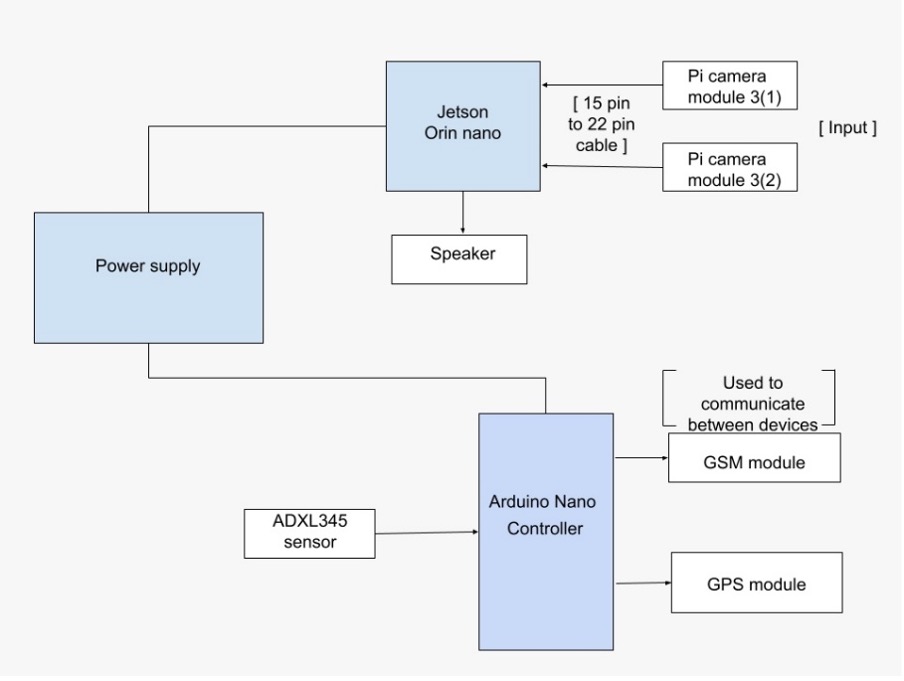 Jetson
Orin nano
Pi camera
module 3(1)
[ 15 pin
to 22 pin
cable ]
[ Input ]
Pi camera
module 3(2)
Speaker
Power supply
Used to
communicate
between devices
GSM module
Arduino Nano
Controller
ADXL345
sensor
GPS module